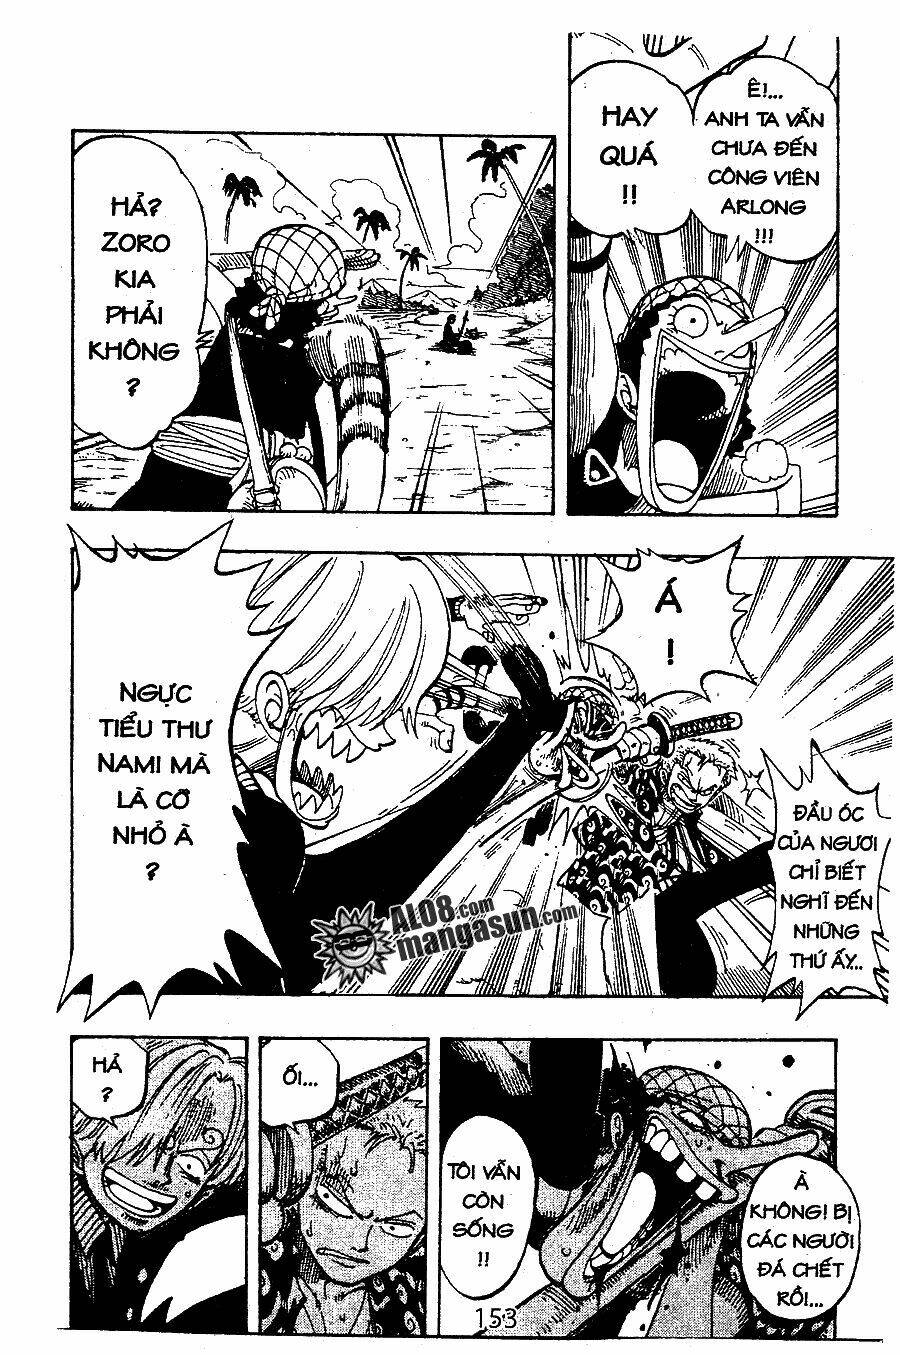 Ê!...
ANH TA VẪN
CHƯA ĐẾN
CÔNG VIÊN
ARLONG
!!!
HAY
QUÁ
!!
HẢ?
ZORO
KIA
PHẢI
KHÔNG
?
Á
!
ĐẦU ÓC
CỦA NGƯƠI
CHỈ BIẾT
NGHĨ ĐẾN
NHỮNG
THỨ ẤY...
NGỰC
TIỂU THƯ
NAMI MÀ
LÀ CỠ
NHỎ À
?
AL08.com
mangasun.com
À
KHÔNG! BỊ
CÁC NGƯỜI
ĐÁ CHẾT
RỒI...
TÔI VẪN
CÒN
SỐNG
!!
ỐI...
HẢ
?
153